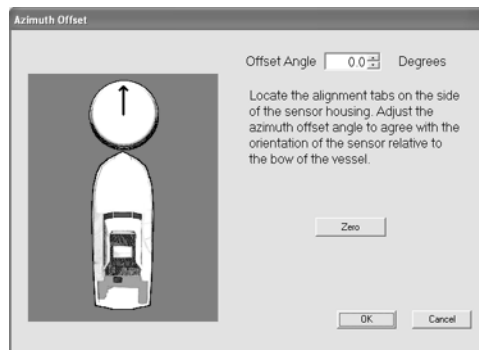 Azimuth Offset
Offset Angle 0.0 Degrees
Locate the alignment tabs on the side
of the sensor housing. Adjust the
azimuth offset angle to agree with the
orientation of the sensor relative to
the bow of the vessel.
Zero
OK Cancel